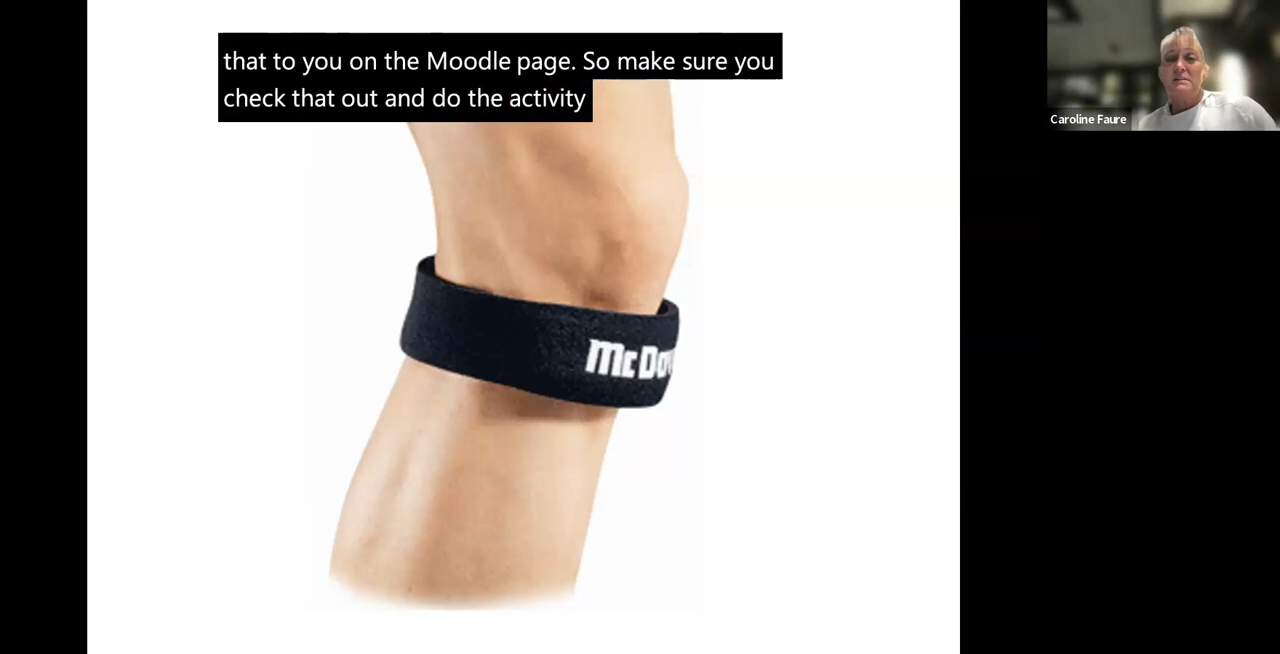 that to you on the Moodle page. So make sure you
check that out and do the activity
Caroline Faure
McDav